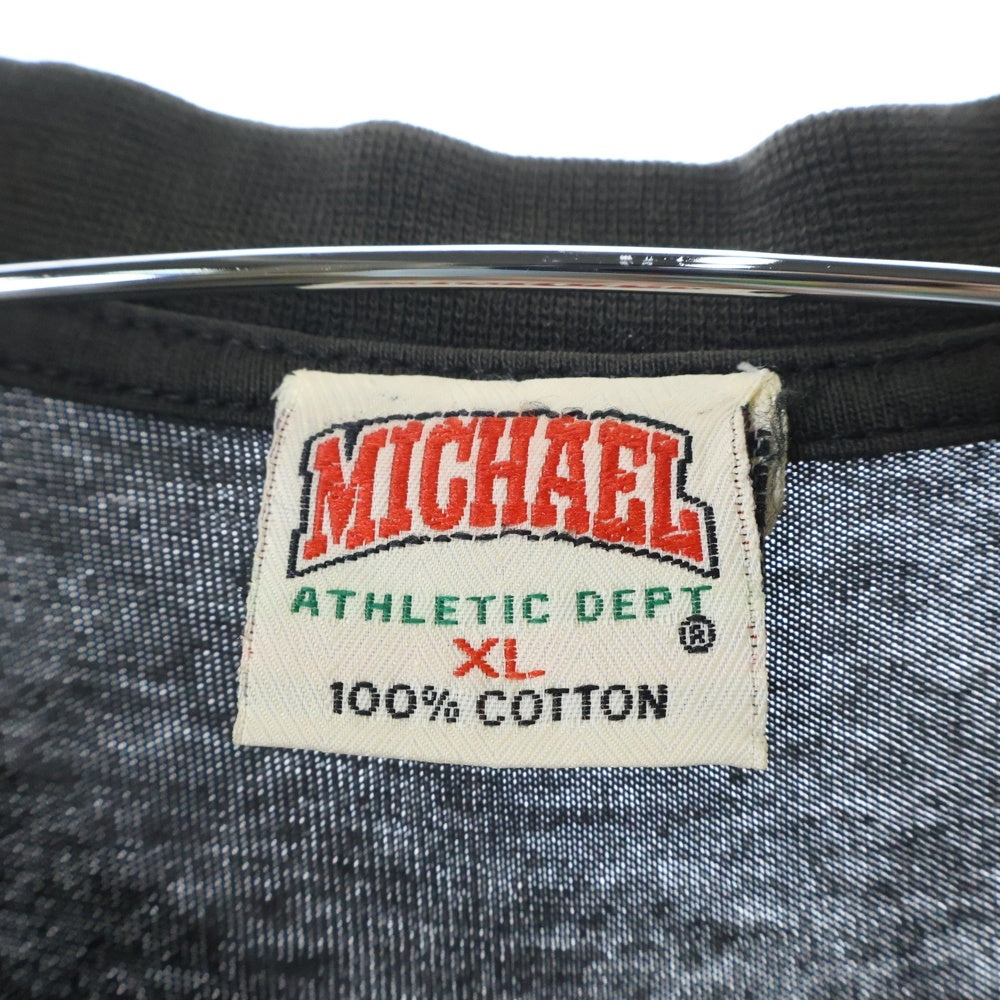 MICHAEL
ATHLETIC DEPT
®
XL
100% COTTON